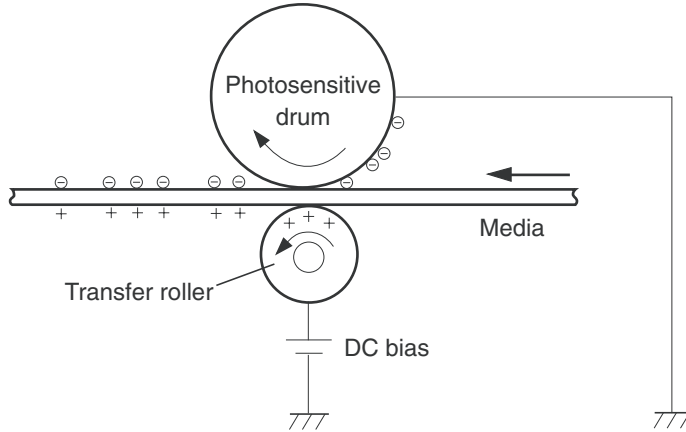 Photosensitive
drum
Media
Transfer roller
DC bias